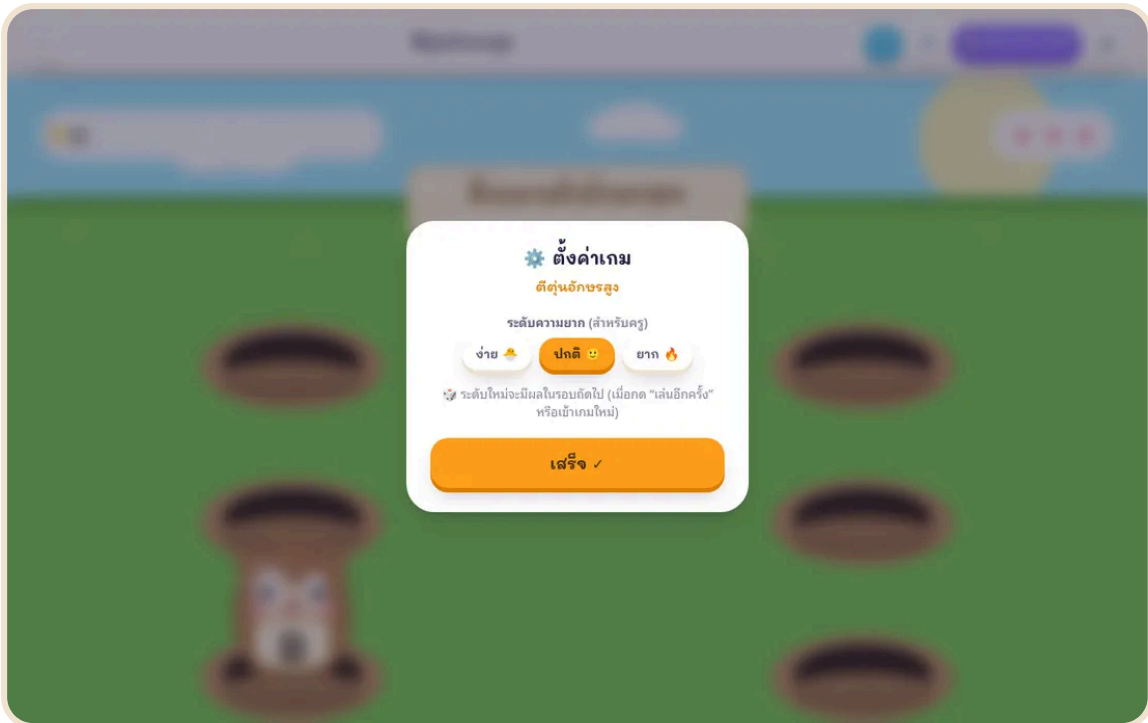 ⚙️ ตั้งค่าเกม
ตีตุ่นอักษรสูง
ระดับความยาก (สำหรับครู)
ง่าย 🐣 ปกติ 🙂 ยาก 🔥
🎲 ระดับใหม่จะมีผลในรอบถัดไป (เมื่อกด "เล่นอีกครั้ง"
หรือเข้าเกมใหม่)
เสร็จ ✓